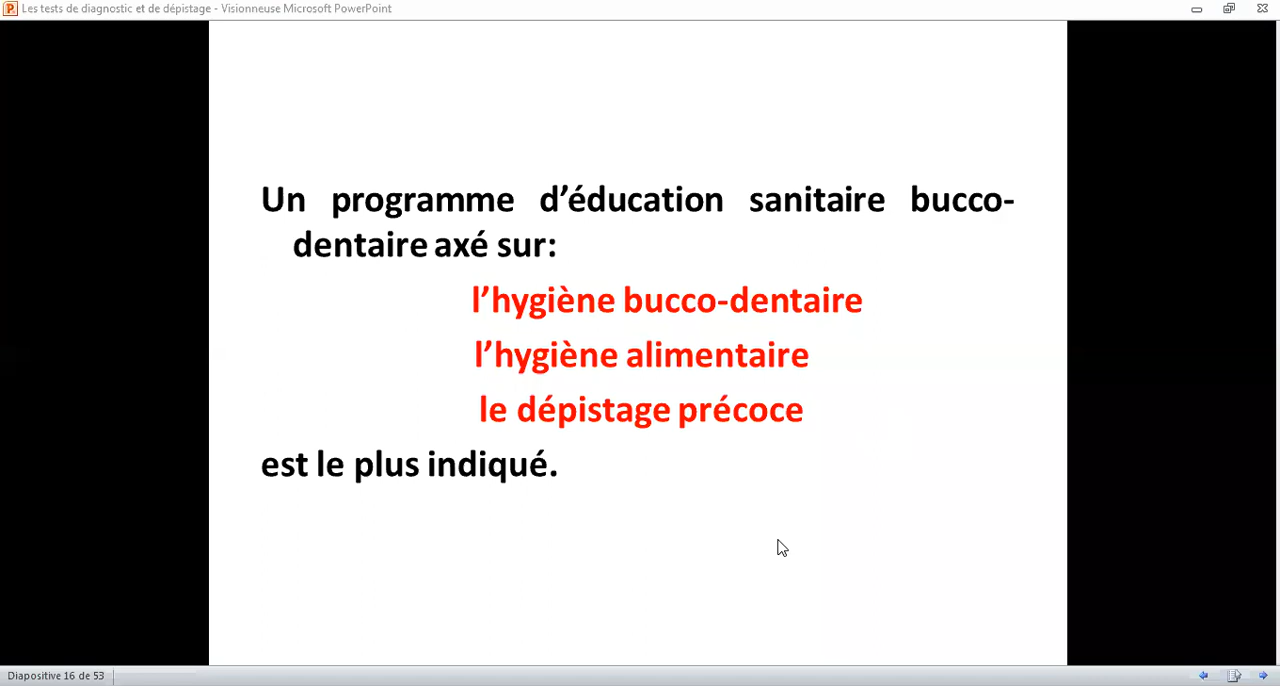 Les tests de diagnostic et de dépistage - Visionneuse Microsoft PowerPoint
Un programme d’éducation sanitaire bucco-
dentaire axé sur:
l’hygiène bucco-dentaire
l’hygiène alimentaire
le dépistage précoce
est le plus indiqué.
Diapositive 16 de 53